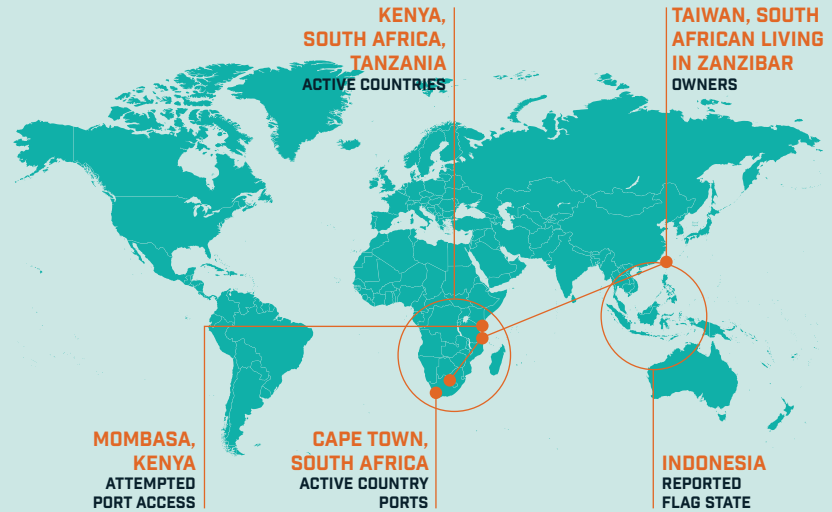 KENYA,
SOUTH AFRICA,
TANZANIA
ACTIVE COUNTRIES
TAIWAN, SOUTH
AFRICAN LIVING
IN ZANZIBAR
OWNERS
MOMBASA,
KENYA
ATTEMPTED
PORT ACCESS
CAPE TOWN,
SOUTH AFRICA
ACTIVE COUNTRY
PORTS
INDONESIA
REPORTED
FLAG STATE